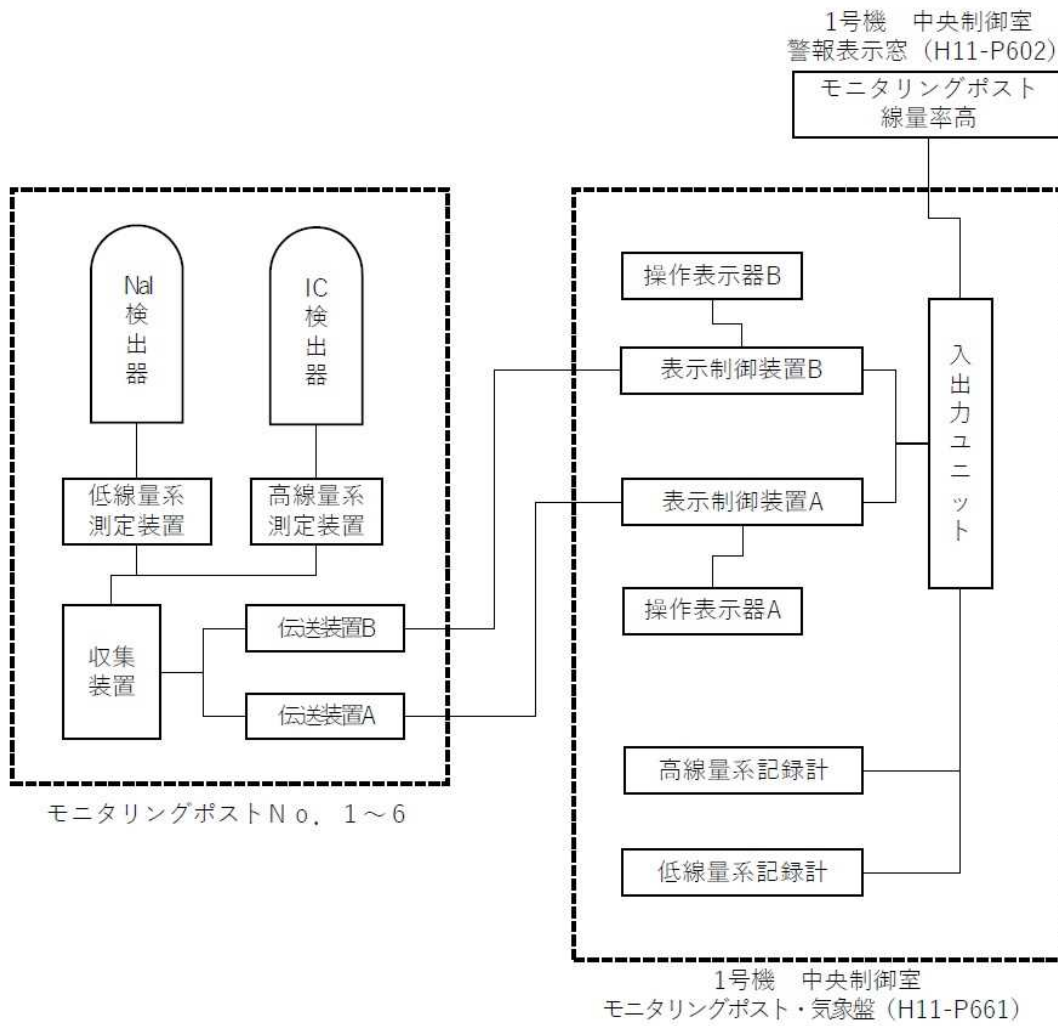 1号機　中央制御室
警報表示窓（H11-P602）
モニタリングポスト
線量率高
NaI
検
出
器
IC
検
出
器
低線量系
測定装置
高線量系
測定装置
収集
装置
伝送装置B
伝送装置A
モニタリングポストＮｏ．１～６
操作表示器B
表示制御装置B
表示制御装置A
操作表示器A
入
出
力
ユ
ニ
ッ
ト
高線量系記録計
低線量系記録計
1号機　中央制御室
モニタリングポスト・気象盤（H11-P661）